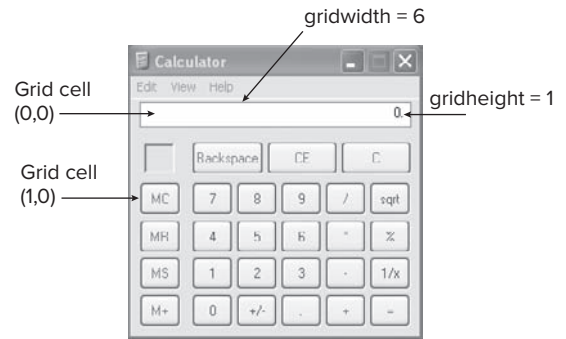 gridwidth = 6
Calculator
Edit View Help
Grid cell
(0,0)
0.
gridheight = 1
Backspace CE C
Grid cell
(1,0)
MC 7 8 9 / sqrt
MR 4 5 6 * %
MS 1 2 3 - 1/x
M+ 0 +/- . + =